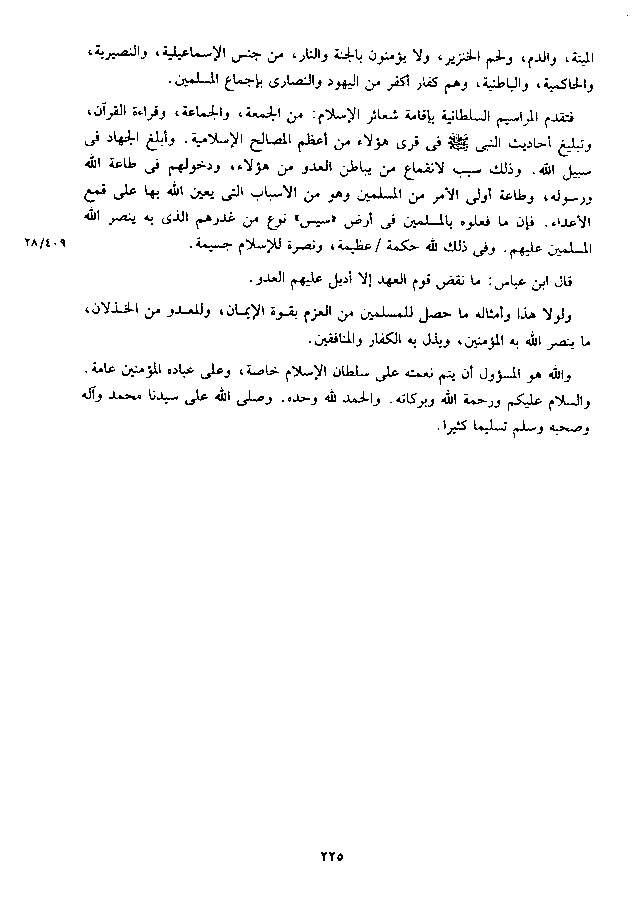 الميتة، والدم، ولحم الخنزير، ولا يؤمنون بالجنة والنار، من جنس الإسماعيلية، والنصيرية،
والحاكمية، والباطنية، وهم كفار أكفر من اليهود والنصارى بإجماع المسلمين.
فتقدم المراسيم السلطانية بإقامة شعائر الإسلام: من الجمعة، والجماعة، وقراءة القرآن،
وتبليغ أحاديث النبى ﷺ فى قرى هؤلاء من أعظم المصالح الإسلامية. وأبلغ الجهاد فى
سبيل الله. وذلك سبب لانقماع من يباطن العدو من هؤلاء، ودخولهم فى طاعة الله
ورسوله، وطاعة أولى الأمر من المسلمين وهو من الأسباب التى يعين الله بها على قمع
الأعداء. فإن ما فعلوه بالمسلمين فى أرض «سيس» نوع من غدرهم الذى به ينصر الله
المسلمين عليهم. وفى ذلك لله حكمة / عظيمة، ونصرة للإسلام جسيمة.
٢٨/٤٠٩
قال ابن عباس: ما نقض قوم العهد إلا أديل عليهم العدو.
ولولا هذا وأمثاله ما حصل للمسلمين من العزم بقوة الإيمان، وللعدو من الخذلان،
ما ينصر الله به المؤمنين، ويذل به الكفار والمنافقين.
والله هو المسؤول أن يتم نعمته على سلطان الإسلام خاصة، وعلى عباده المؤمنين عامة.
والسلام عليكم ورحمة الله وبركاته. والحمد لله وحده. وصلى الله على سيدنا محمد وآله
وصحبه وسلم تسليما كثيرا.
٢٢٥